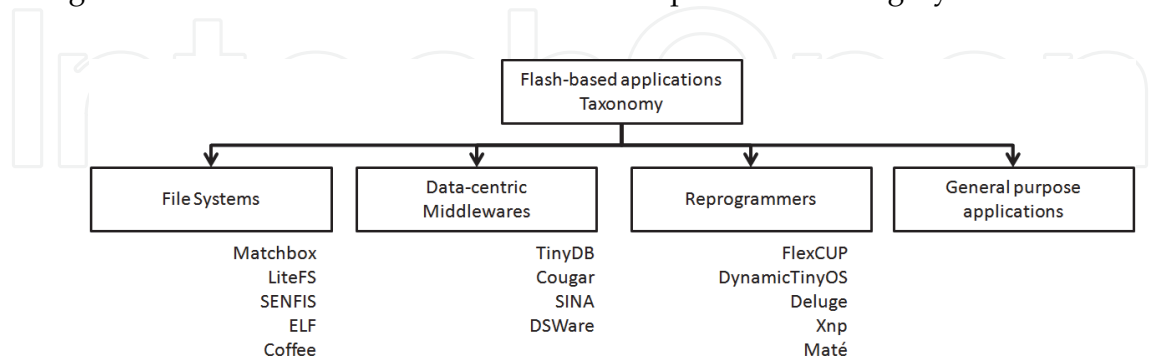 Flash-based applications
Taxonomy
File Systems
Data-centric
Middlewares
Reprogrammers
General purpose
applications
Matchbox
LiteFS
SENFIS
ELF
Coffee
TinyDB
Cougar
SINA
DSWare
FlexCUP
DynamicTinyOS
Deluge
Xnp
Maté